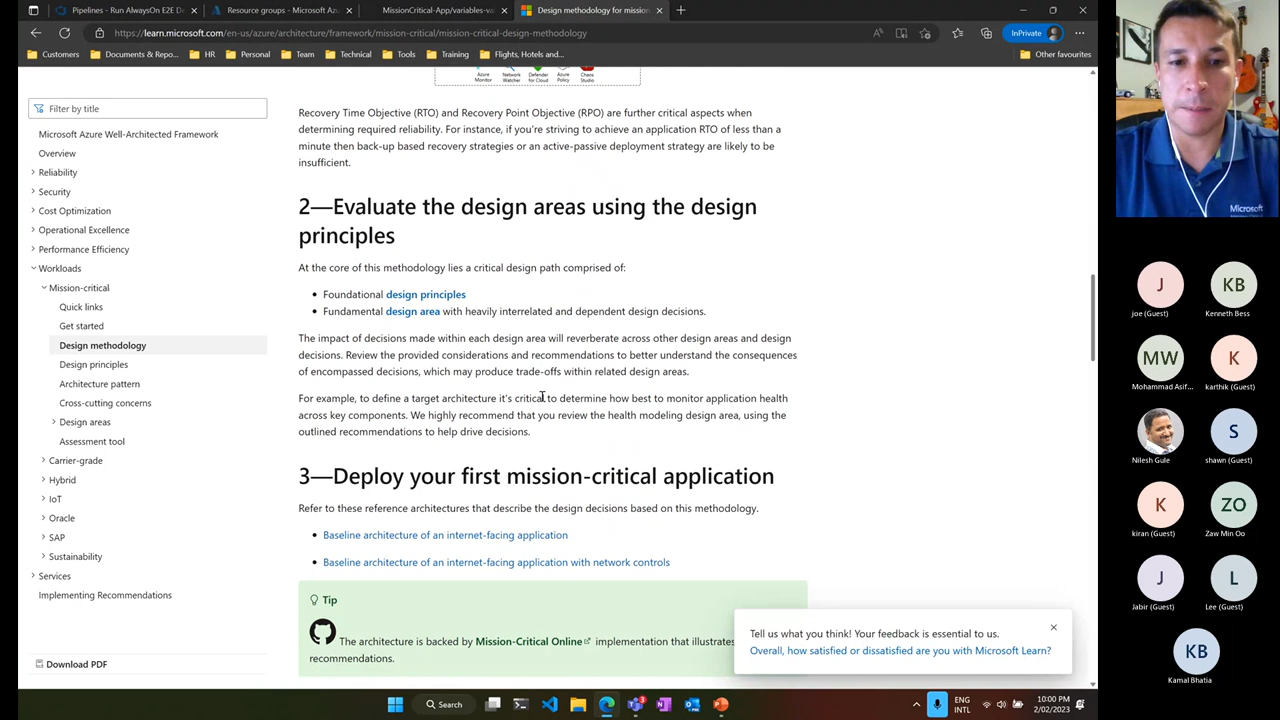 Pipelines - Run AlwaysOn E2E D
Resource groups - Microsoft Az
MissionCritical-App/variables-va
Design methodology for mission
https://learn.microsoft.com/en-us/azure/architecture/framework/mission-critical/mission-critical-design-methodology
InPrivate
Customers
Documents & Repo...
HR
Personal
Team
Technical
Tools
Training
Flights, Hotels and...
Other favourites
Azure Monitor
Network Watcher
Defender for Cloud
Azure Policy
Chaos Studio
Filter by title
Microsoft Azure Well-Architected Framework
Overview
Reliability
Security
Cost Optimization
Operational Excellence
Performance Efficiency
Workloads
Mission-critical
Quick links
Get started
Design methodology
Design principles
Architecture pattern
Cross-cutting concerns
Design areas
Assessment tool
Carrier-grade
Hybrid
IoT
Oracle
SAP
Sustainability
Services
Implementing Recommendations
Download PDF
Recovery Time Objective (RTO) and Recovery Point Objective (RPO) are further critical aspects when
determining required reliability. For instance, if you're striving to achieve an application RTO of less than a
minute then back-up based recovery strategies or an active-passive deployment strategy are likely to be
insufficient.
2—Evaluate the design areas using the design
principles
At the core of this methodology lies a critical design path comprised of:
• Foundational design principles
• Fundamental design area with heavily interrelated and dependent design decisions.
The impact of decisions made within each design area will reverberate across other design areas and design
decisions. Review the provided considerations and recommendations to better understand the consequences
of encompassed decisions, which may produce trade-offs within related design areas.
For example, to define a target architecture it's critical to determine how best to monitor application health
across key components. We highly recommend that you review the health modeling design area, using the
outlined recommendations to help drive decisions.
3—Deploy your first mission-critical application
Refer to these reference architectures that describe the design decisions based on this methodology.
• Baseline architecture of an internet-facing application
• Baseline architecture of an internet-facing application with network controls
Tip
The architecture is backed by Mission-Critical Online implementation that illustrates
recommendations.
Tell us what you think! Your feedback is essential to us.
Overall, how satisfied or dissatisfied are you with Microsoft Learn?
Search
ENG
INTL
10:00 PM
2/02/2023
Microsoft
J
joe (Guest)
KB
Kenneth Bess
MW
Mohammad Asif...
K
karthik (Guest)
Nilesh Gule
S
shawn (Guest)
K
kiran (Guest)
ZO
Zaw Min Oo
J
Jabir (Guest)
L
Lee (Guest)
KB
Kamal Bhatia